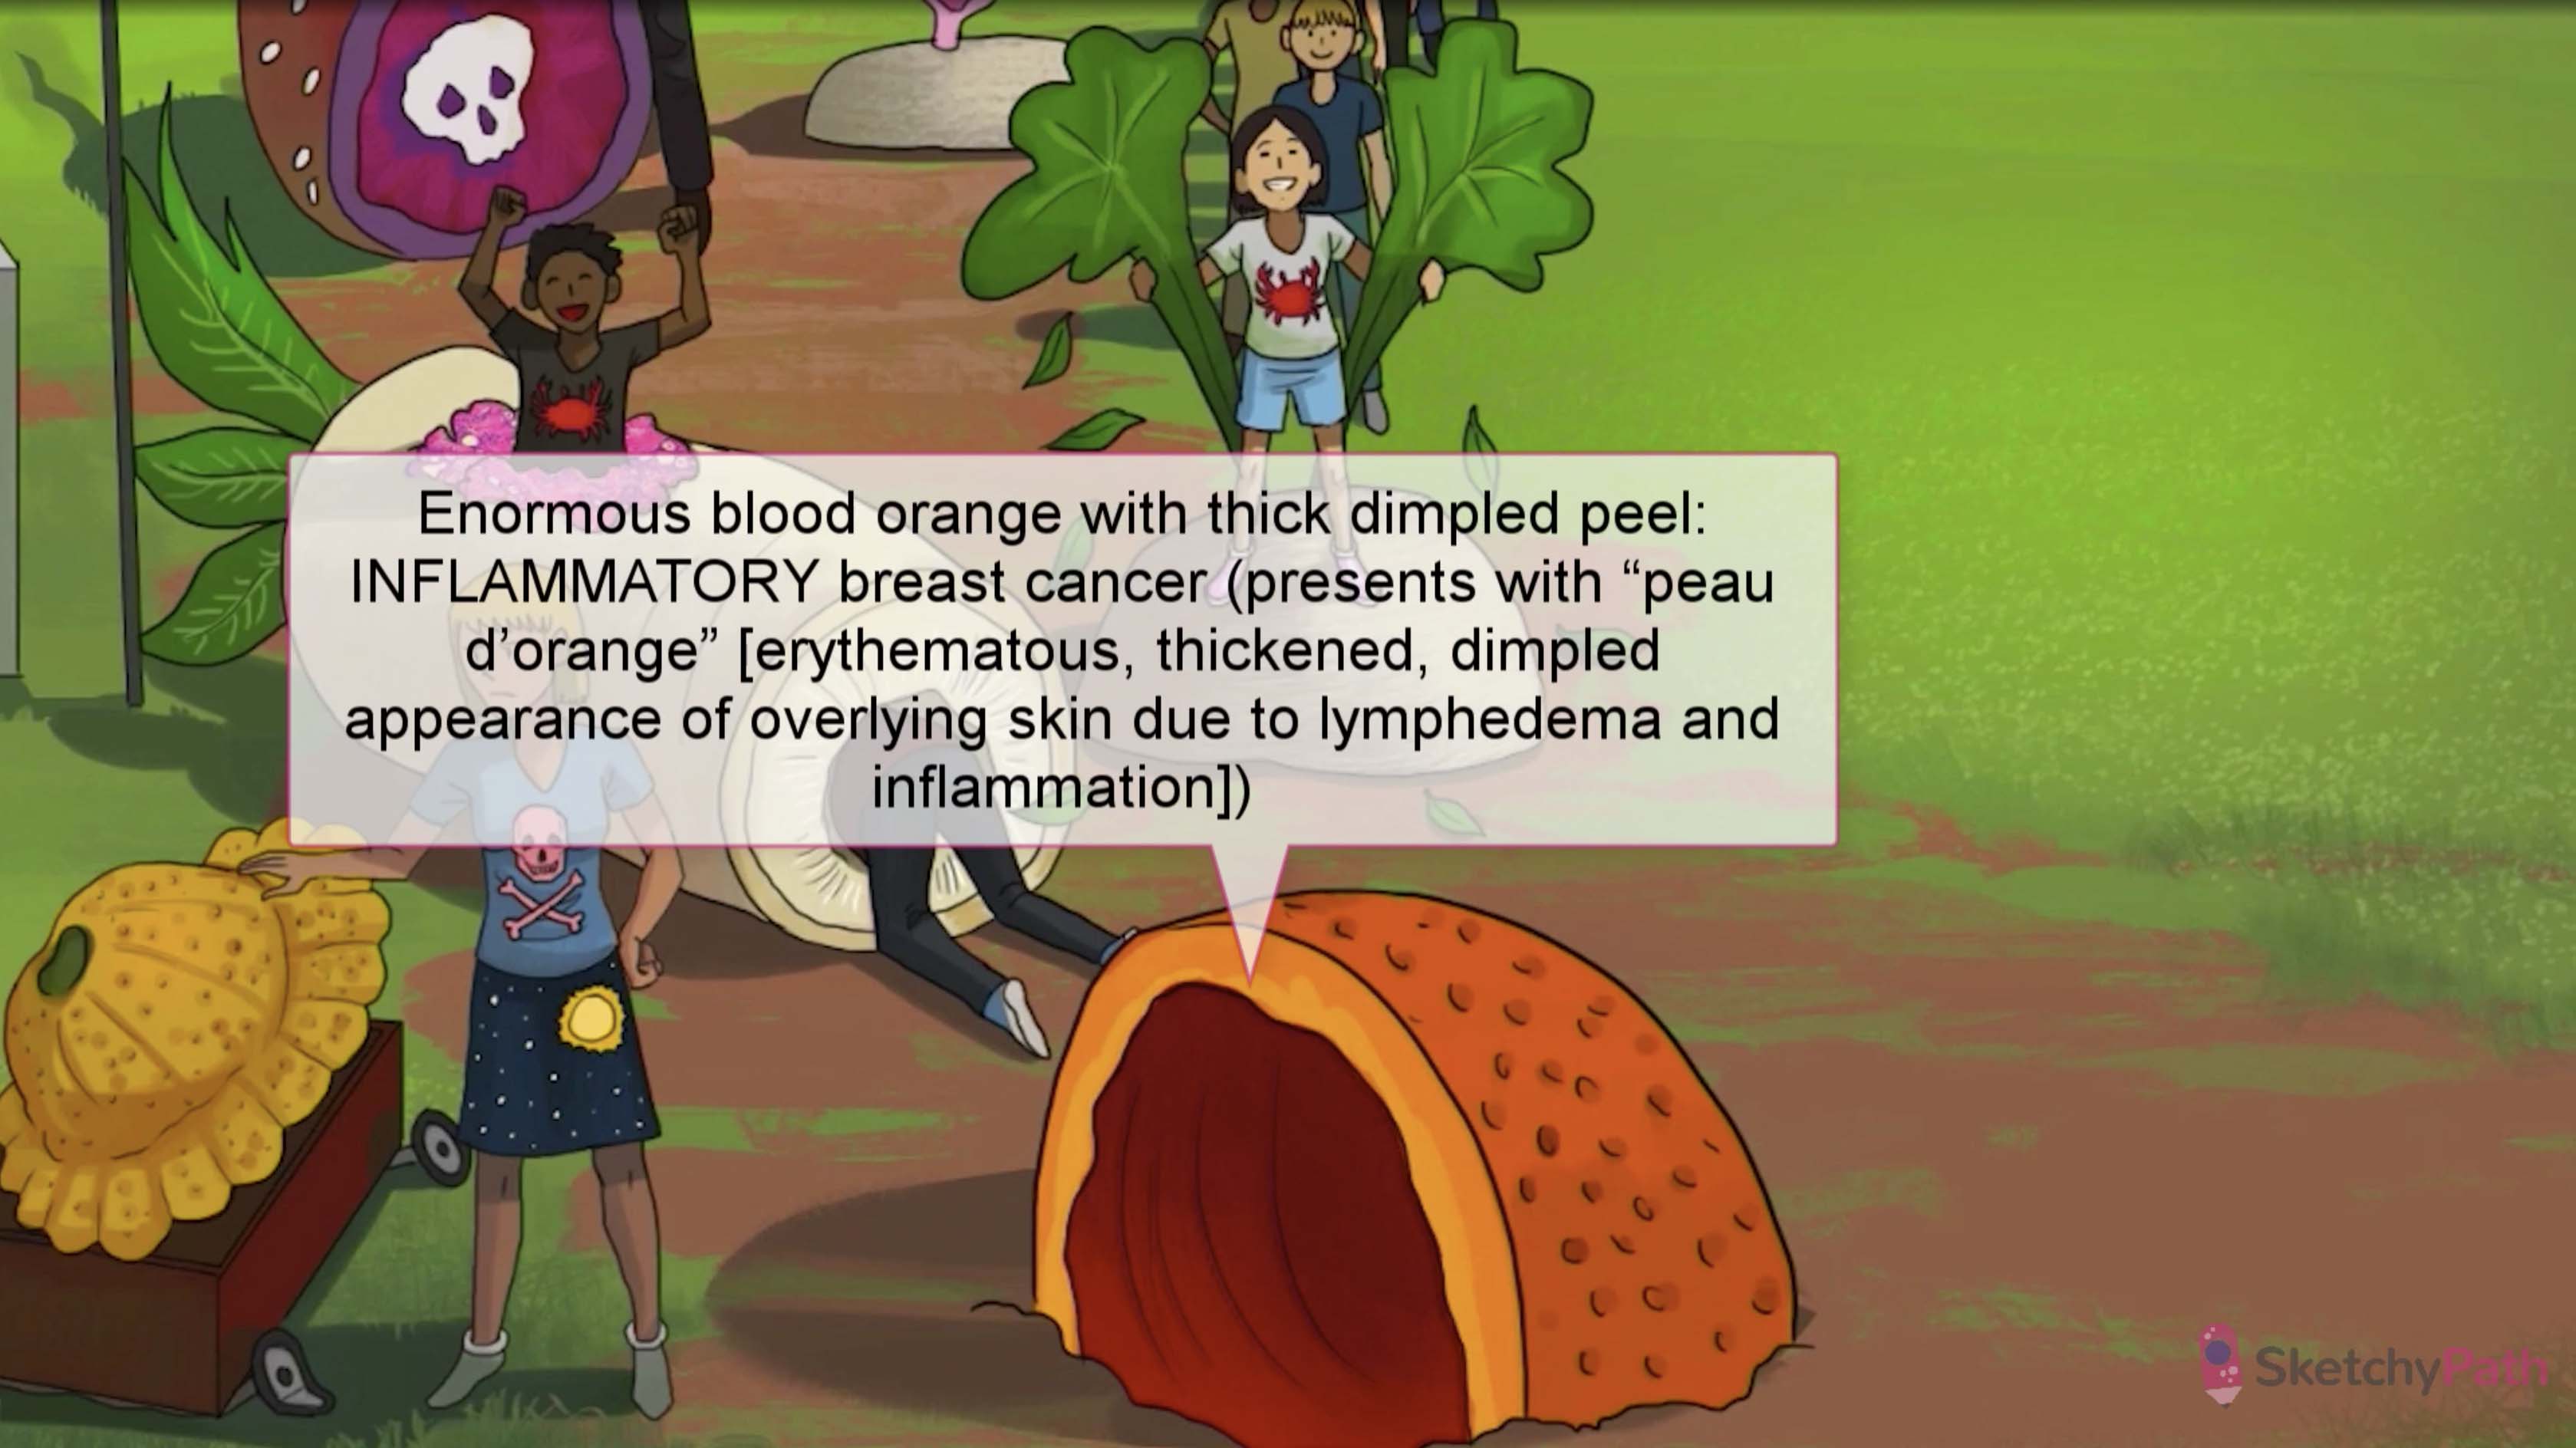 Enormous blood orange with thick dimpled peel:
INFLAMMATORY breast cancer (presents with “peau
d’orange” [erythematous, thickened, dimpled
appearance of overlying skin due to lymphedema and
inflammation])
SketchyPath